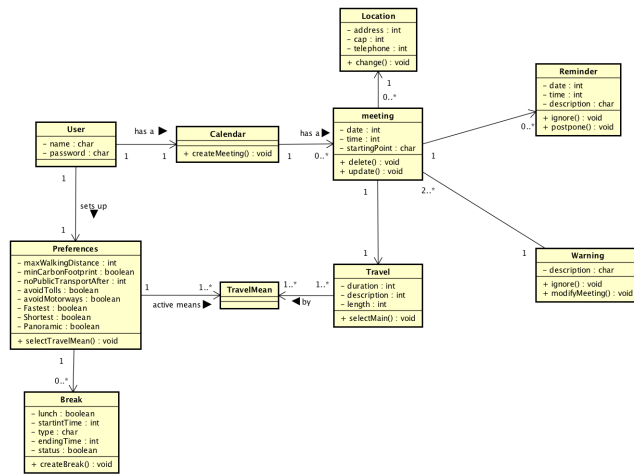 Location
- address : int
- cap : int
- telephone : int
+ change() : void
1
0..*
Reminder
- date : int
- time : int
- description : char
+ ignore() : void
+ postpone() : void
0..*
User
- name : char
- password : char
has a
1
1
Calendar
+ createMeeting() : void
has a
1
0..*
meeting
- date : int
- time : int
- startingPoint : char
+ delete() : void
+ update() : void
1
1
2..*
1
sets up
1
1
1
Warning
- description : char
+ ignore() : void
+ modifyMeeting() : void
Preferences
- maxWalkingDistance : int
- minCarbonFootprint : boolean
- noPublicTransportAfter : int
- avoidTolls : boolean
- avoidMotorways : boolean
- Fastest : boolean
- Shortest : boolean
- Panoramic : boolean
+ selectTravelMean() : void
1
1..*
active means
TravelMean
1..*
1..*
by
Travel
- duration : int
- description : int
- length : int
+ selectMain() : void
1
0..*
Break
- lunch : boolean
- startintTime : int
- type : char
- endingTime : int
- status : boolean
+ createBreak() : void